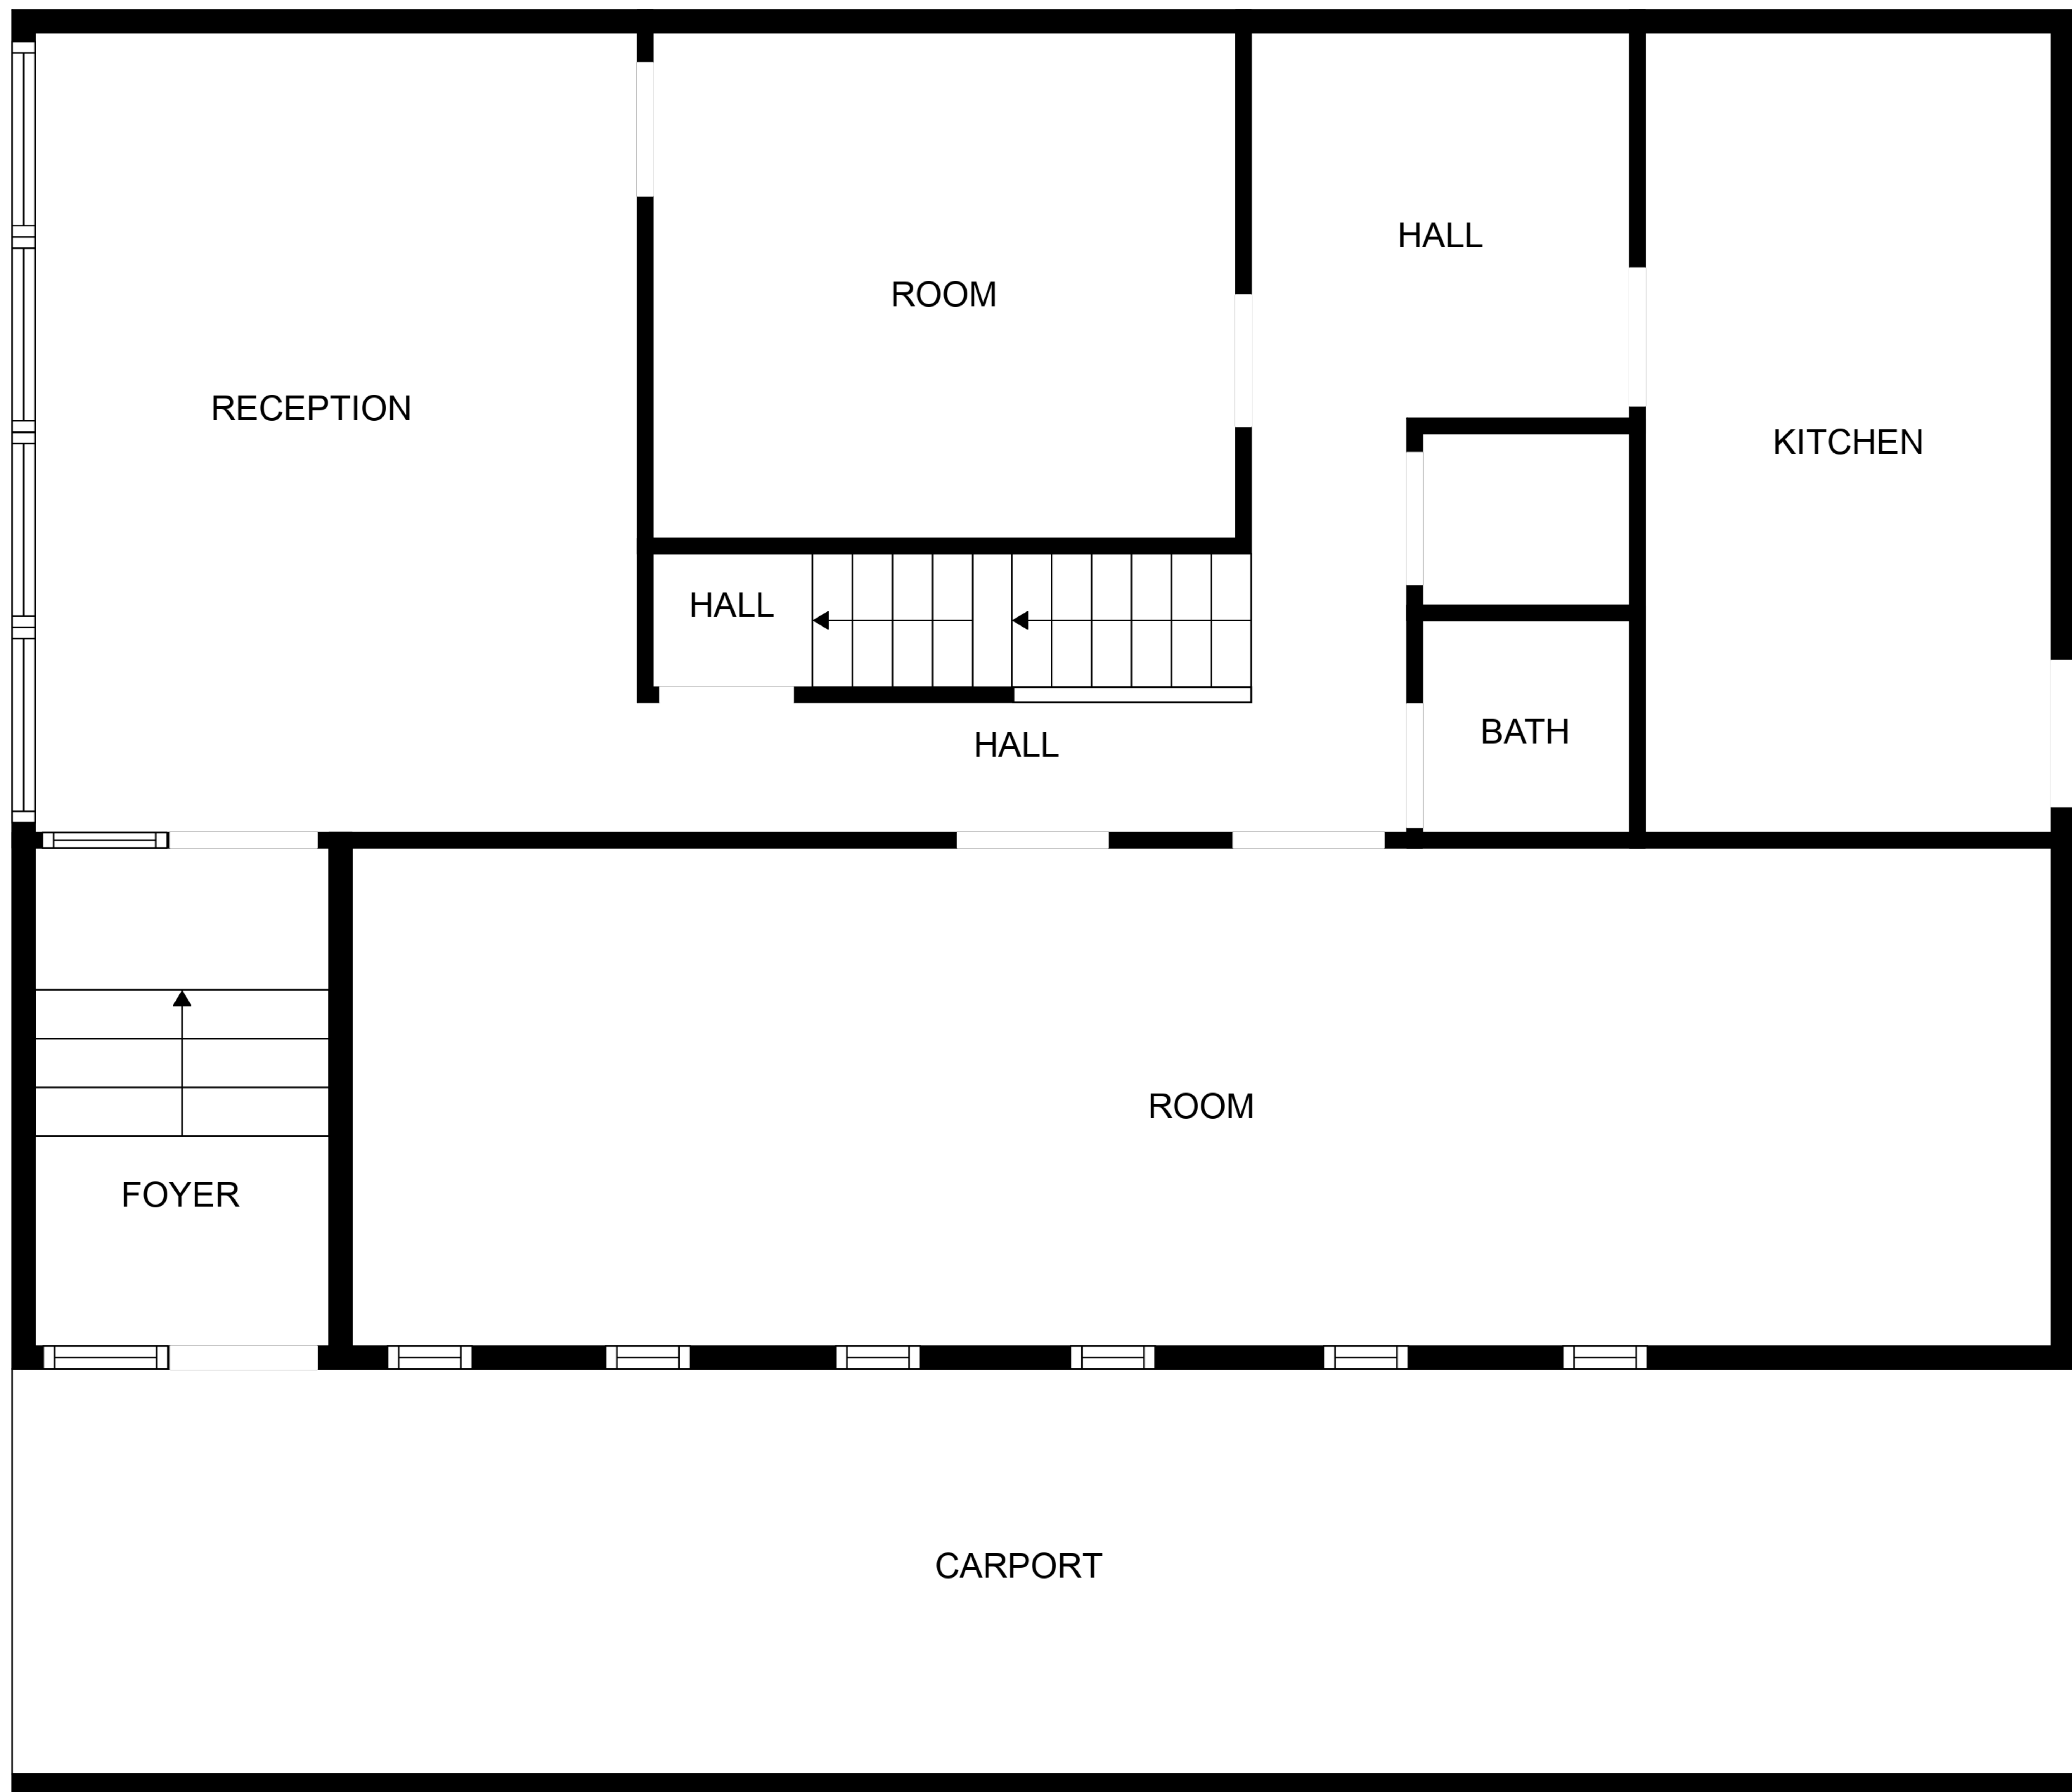 HALL
ROOM
RECEPTION
KITCHEN
HALL
BATH
HALL
ROOM
FOYER
CARPORT